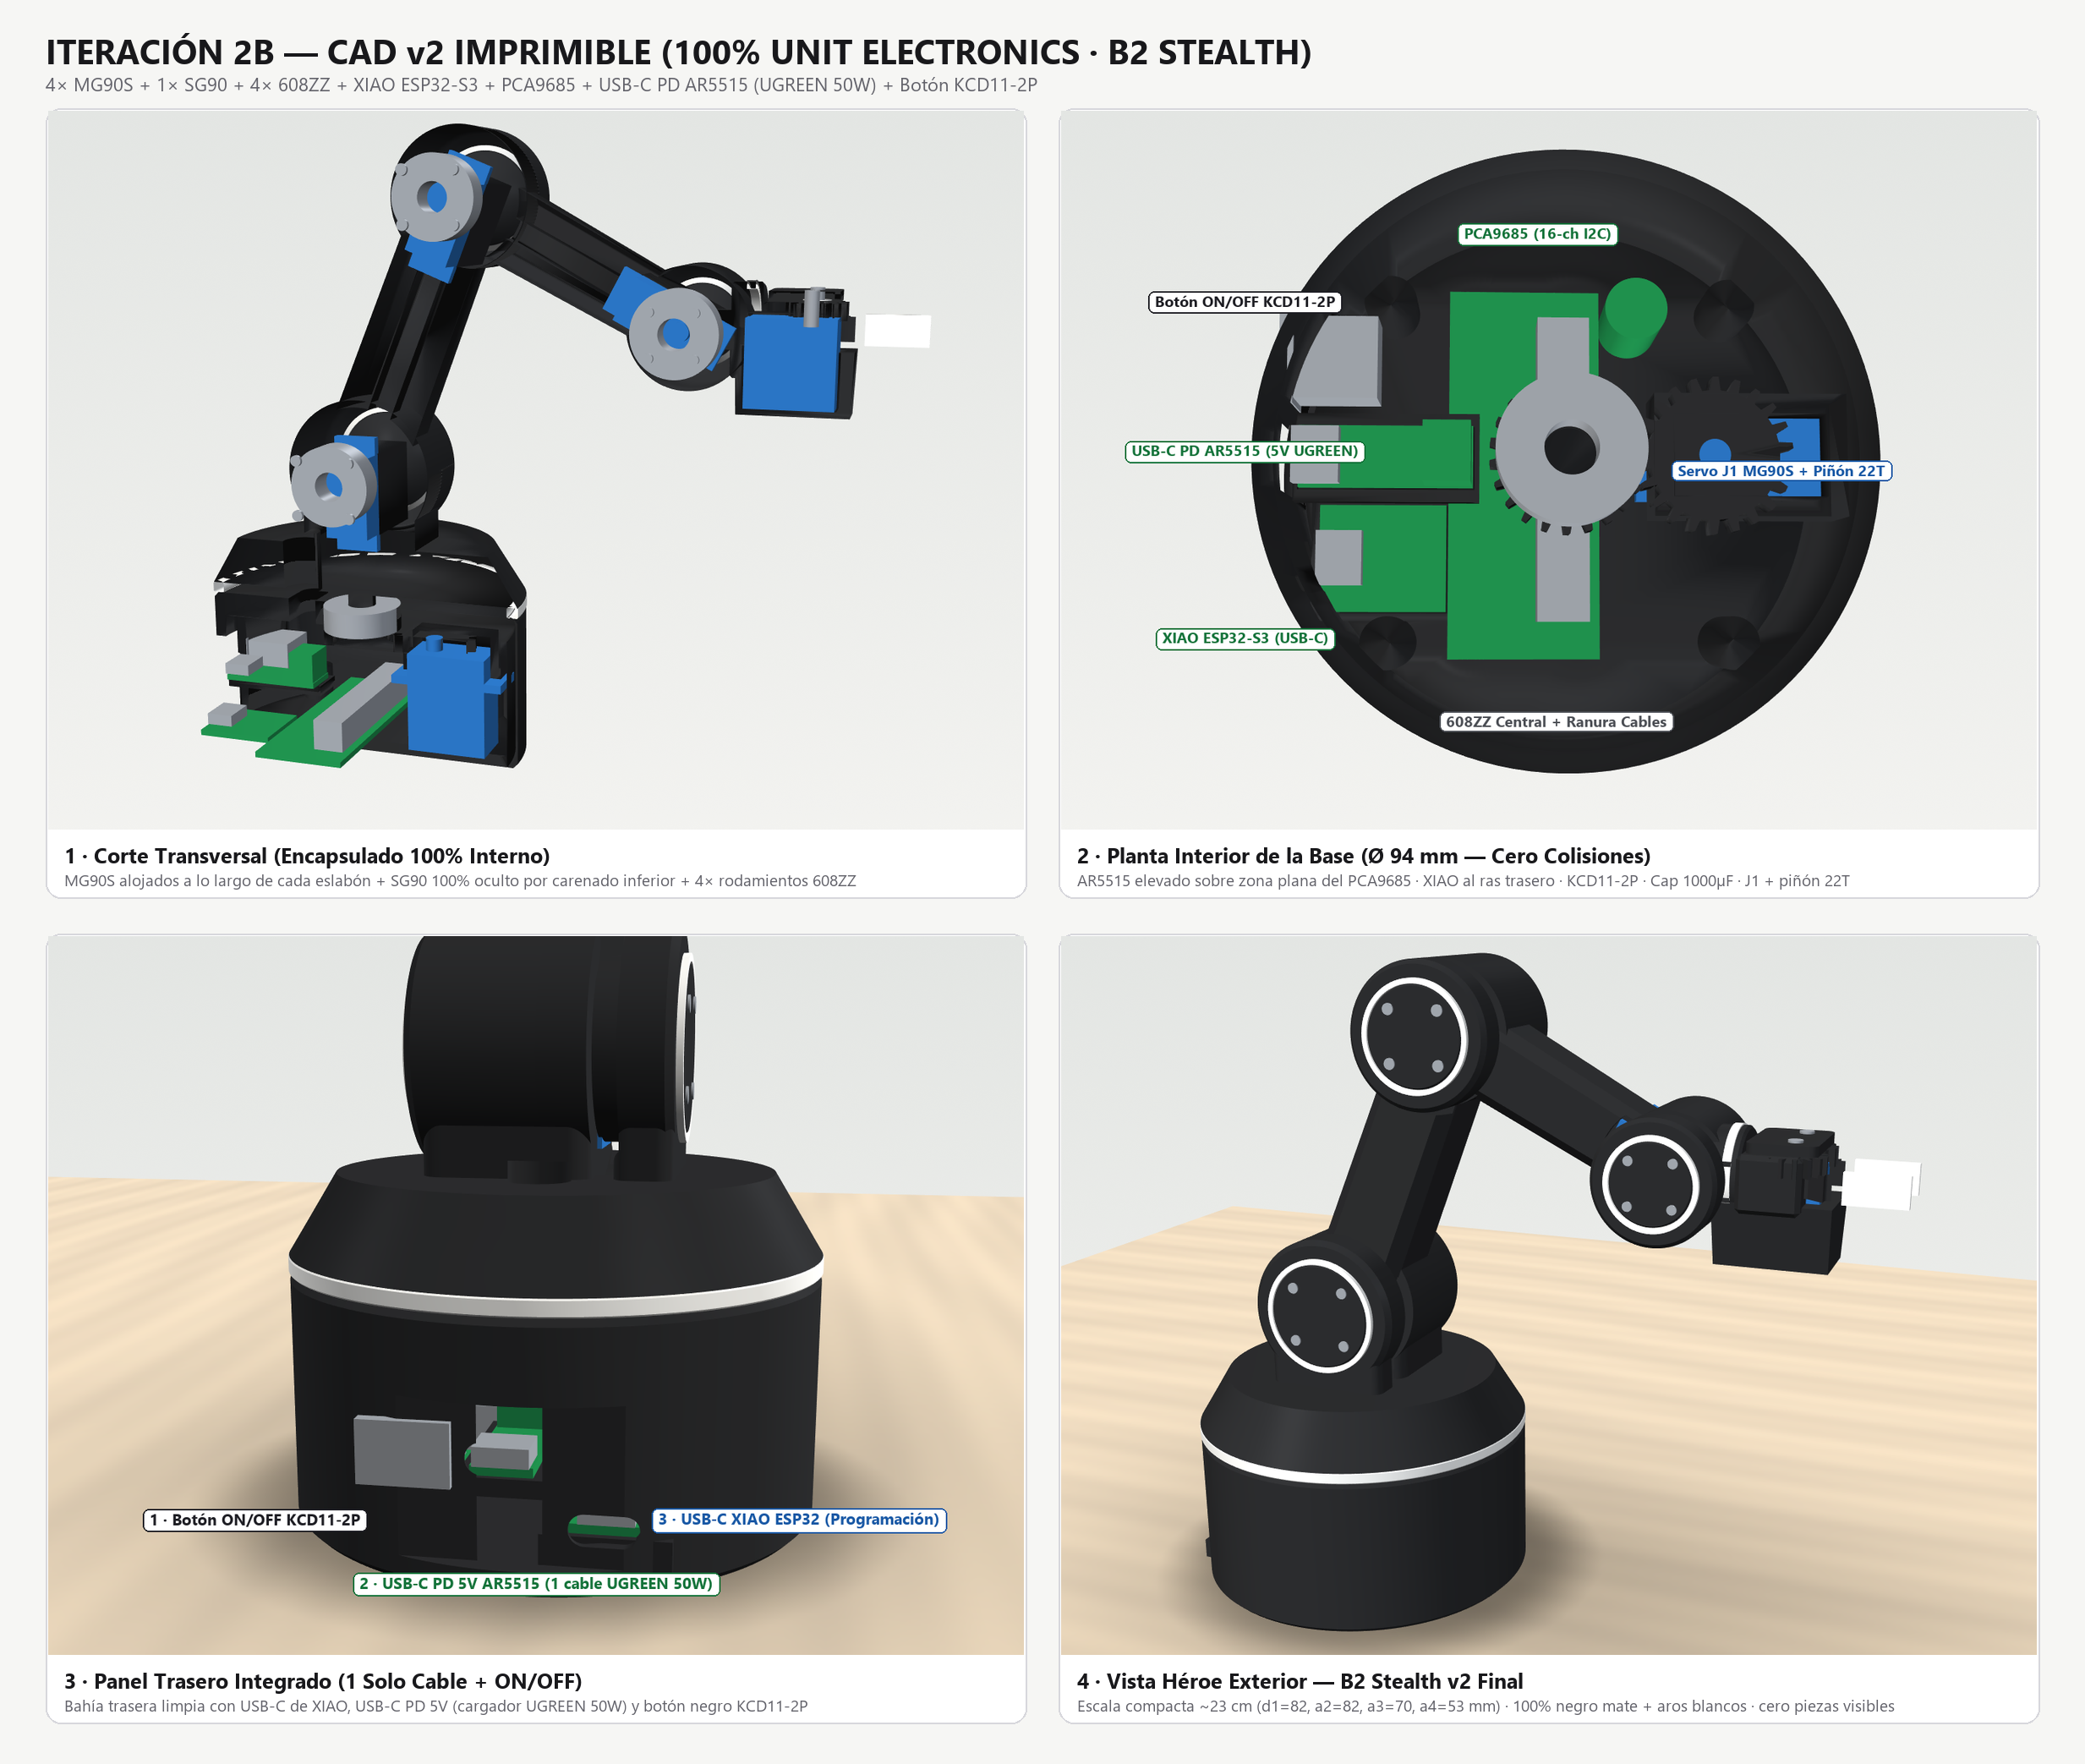 ITERACIÓN 2B — CAD v2 IMPRIMIBLE (100% UNIT ELECTRONICS · B2 STEALTH)
4× MG90S + 1× SG90 + 4× 608ZZ + XIAO ESP32-S3 + PCA9685 + USB-C PD AR5515 (UGREEN 50W) + Botón KCD11-2P
1 · Corte Transversal (Encapsulado 100% Interno)
MG90S alojados a lo largo de cada eslabón + SG90 100% oculto por carenado inferior + 4× rodamientos 608ZZ
PCA9685 (16-ch I2C)
Botón ON/OFF KCD11-2P
USB-C PD AR5515 (5V UGREEN)
Servo J1 MG90S + Piñón 22T
XIAO ESP32-S3 (USB-C)
608ZZ Central + Ranura Cables
2 · Planta Interior de la Base (Ø 94 mm — Cero Colisiones)
AR5515 elevado sobre zona plana del PCA9685 · XIAO al ras trasero · KCD11-2P · Cap 1000µF · J1 + piñón 22T
1 · Botón ON/OFF KCD11-2P
3 · USB-C XIAO ESP32 (Programación)
2 · USB-C PD 5V AR5515 (1 cable UGREEN 50W)
3 · Panel Trasero Integrado (1 Solo Cable + ON/OFF)
Bahía trasera limpia con USB-C de XIAO, USB-C PD 5V (cargador UGREEN 50W) y botón negro KCD11-2P
4 · Vista Héroe Exterior — B2 Stealth v2 Final
Escala compacta ~23 cm (d1=82, a2=82, a3=70, a4=53 mm) · 100% negro mate + aros blancos · cero piezas visibles